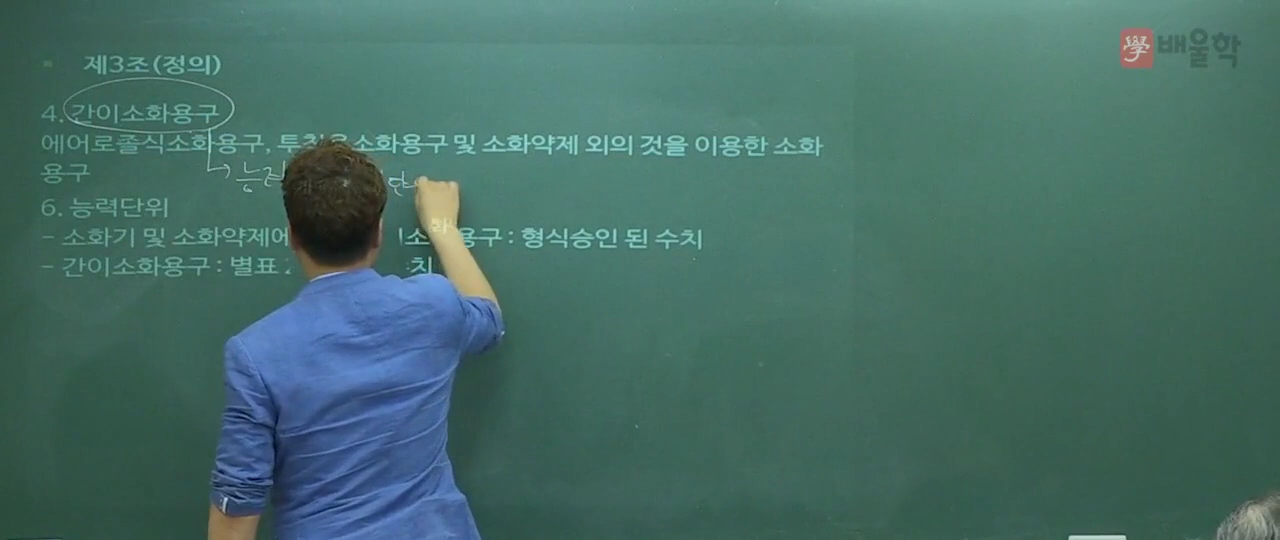 學 배울학
제3조(정의)
4. 간이소화용구
에어로졸식소화용구, 소화용구 및 소화약제 외의 것을 이용한 소화
용구
6. 능력단위
- 소화기 및 소화약제에 소화용구 : 형식승인 된 수치
- 간이소화용구 : 별표 치